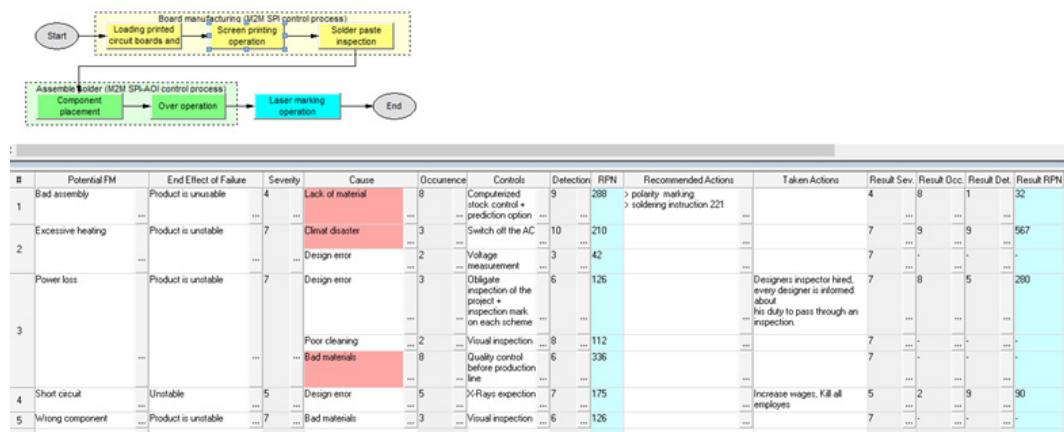 Board manufacturing (M2M SPI control process)
Start
Loading printed
circuit boards and
Screen printing
operation
Solder paste
inspection
Assemble solder (M2M SPI-AOI control process)
Component
placement
Over operation
Laser marking
operation
End
# Potential FM End Effect of Failure Severity Cause Occurrence Controls Detection RPN Recommended Actions Taken Actions Result Sev. Result Occ. Result Det. Result RPN
1 Bad assembly Product is unusable 4 Lack of material 8 Computerized
stock control +
prediction option
9 288 > polarity marking
> soldering instruction 221
4 8 1 32
2 Excessive heating Product is unstable 7 Climat disaster 3 Switch off the AC 10 210 7 9 9 567
Design error 2 Voltage
measurement
3 42 7 - - -
3 Power loss Product is unstable 7 Design error 3 Obligate
inspection of the
project +
inspection mark
on each scheme
6 126 Designers inspector hired,
every designer is informed
about
his duty to pass through an
inspection.
7 8 5 280
Poor cleaning 2 Visual inspection 8 112 7 - - -
Bad materials 8 Quality control
before production
line
6 336 7 - - -
4 Short circuit Unstable 5 Design error 5 X-Rays expection 7 175 Increase wages, Kill all
employes
5 2 9 90
5 Wrong component Product is unstable 7 Bad materials 3 Visual inspection 6 126 7 - - -